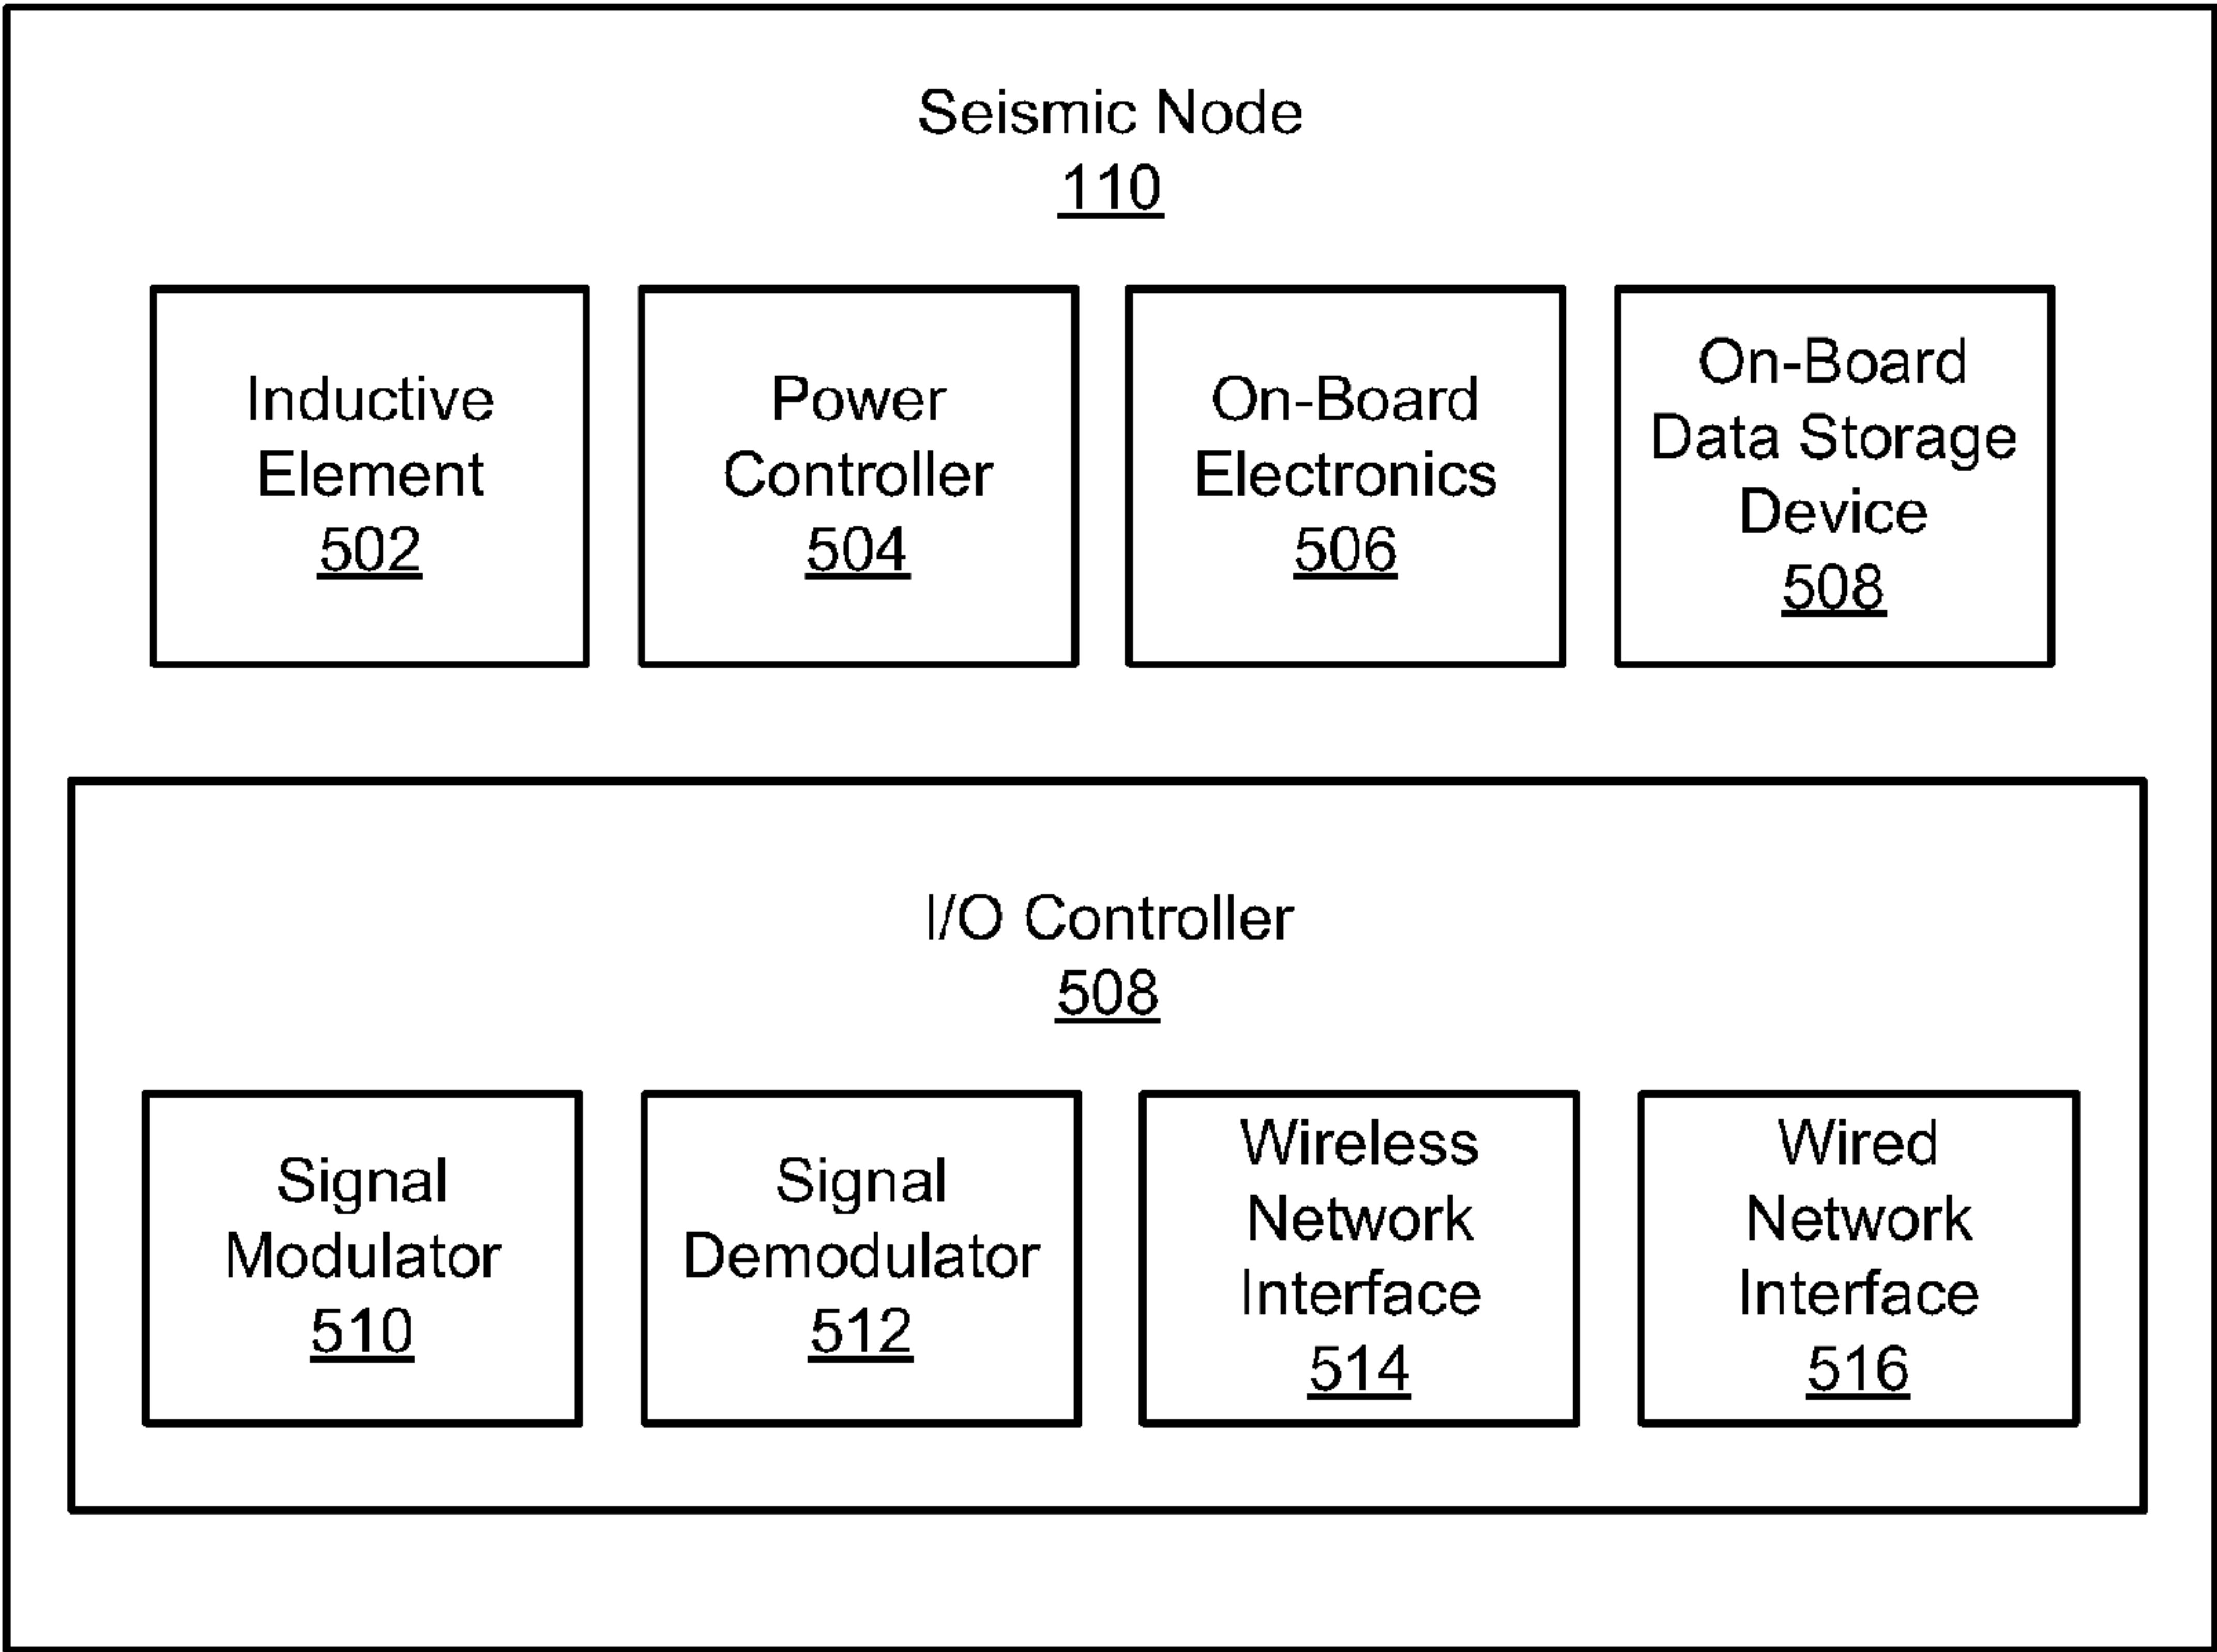 Seismic Node
110
Inductive
Element
502
Power
Controller
504
On-Board
Electronics
506
On-Board
Data Storage
Device
508
I/O Controller
508
Signal
Modulator
510
Signal
Demodulator
512
Wireless
Network
Interface
514
Wired
Network
Interface
516